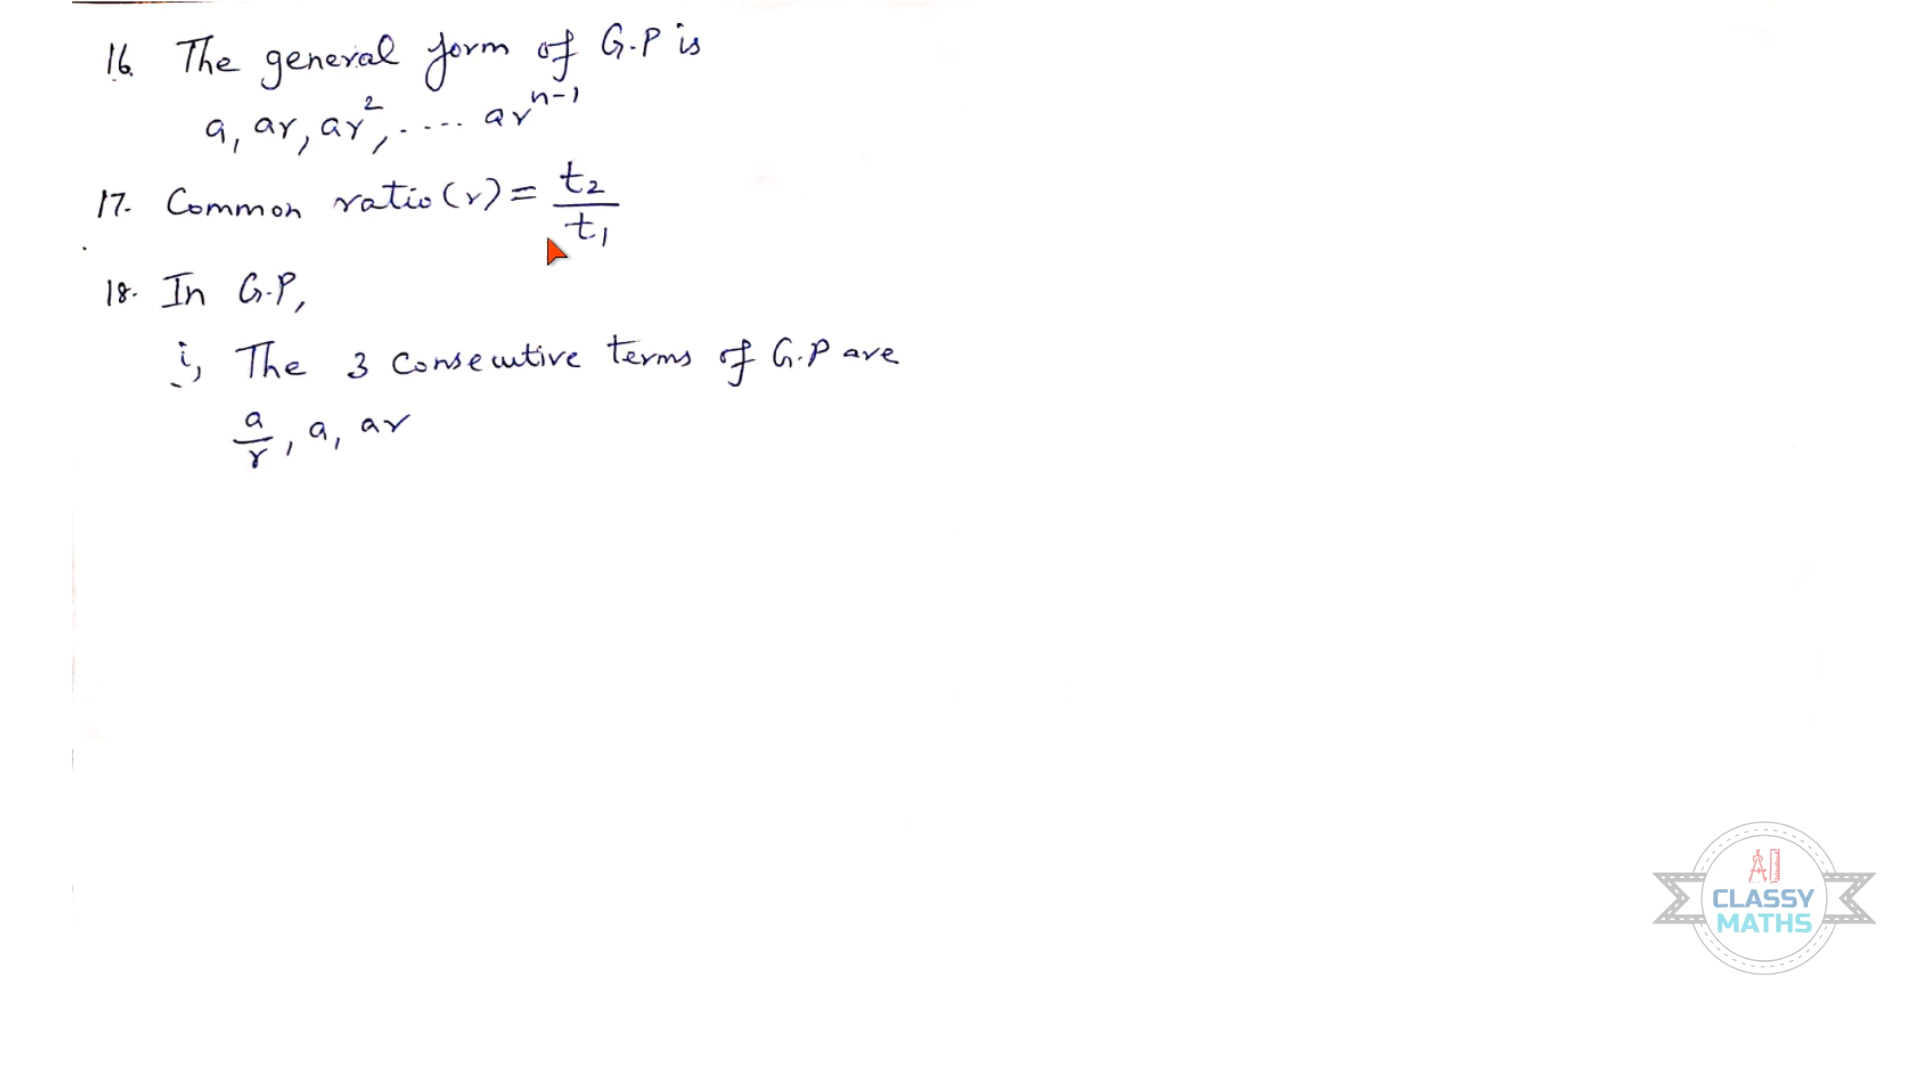 16. The general form of G.P is
a, ar, ar², ..... arⁿ⁻¹
17. Common ratio (r) = t₂/t₁
18. In G.P,
i, The 3 consecutive terms of G.P are
a/r, a, ar
CLASSY
MATHS